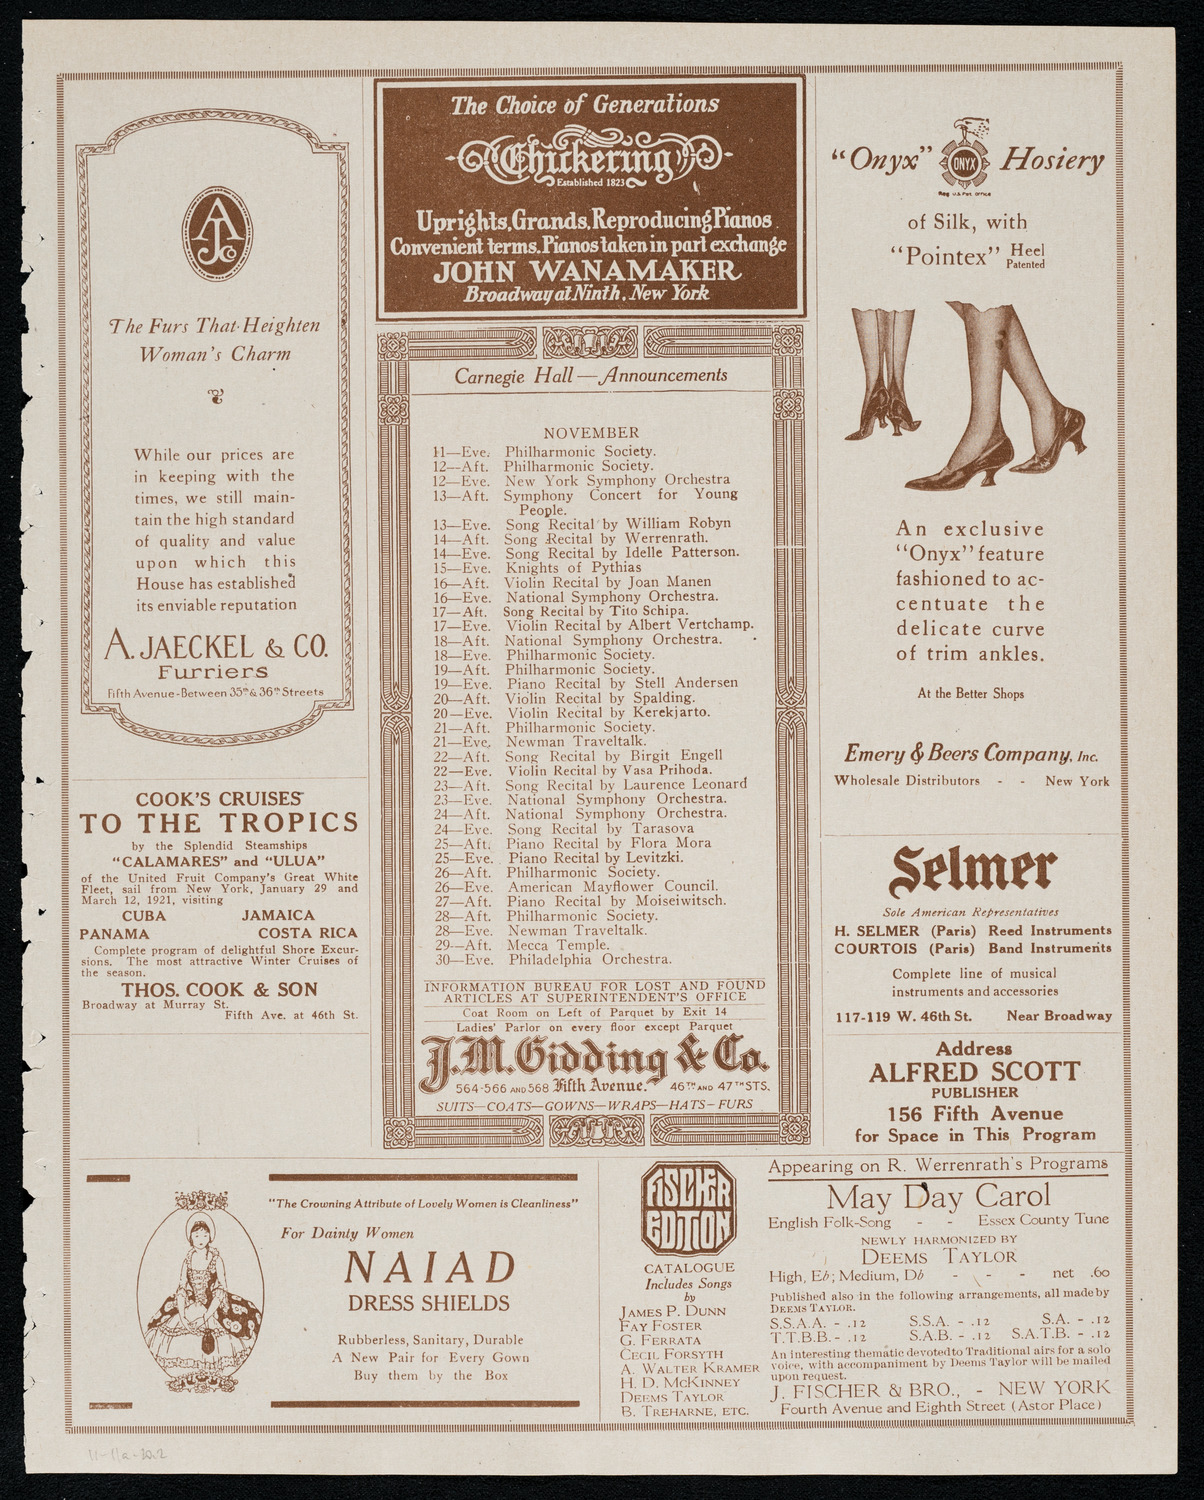 AJCo
The Furs That Heighten
Woman's Charm
While our prices are
in keeping with the
times, we still main-
tain the high standard
of quality and value
upon which this
House has established
its enviable reputation
A. JAECKEL & CO.
Furriers
Fifth Avenue-Between 35th & 36th Streets
COOK'S CRUISES
TO THE TROPICS
by the Splendid Steamships
"CALAMARES" and "ULUA"
of the United Fruit Company's Great White
Fleet, sail from New York, January 29 and
March 12, 1921, visiting
CUBA JAMAICA
PANAMA COSTA RICA
Complete program of delightful Shore Excur-
sions. The most attractive Winter Cruises of
the season.
THOS. COOK & SON
Broadway at Murray St.
Fifth Ave. at 46th St.
The Choice of Generations
Chickering
Established 1823
Uprights, Grands, Reproducing Pianos
Convenient terms. Pianos taken in part exchange
JOHN WANAMAKER
Broadway at Ninth, New York
Carnegie Hall—Announcements
NOVEMBER
11—Eve. Philharmonic Society.
12—Aft. Philharmonic Society.
12—Eve. New York Symphony Orchestra
13—Aft. Symphony Concert for Young
People.
13—Eve. Song Recital by William Robyn
14—Aft. Song Recital by Werrenrath.
14—Eve. Song Recital by Idelle Patterson.
15—Eve. Knights of Pythias
16—Aft. Violin Recital by Joan Manen
16—Eve. National Symphony Orchestra.
17—Aft. Song Recital by Tito Schipa.
17—Eve. Violin Recital by Albert Vertchamp.
18—Aft. National Symphony Orchestra.
18—Eve. Philharmonic Society.
19—Aft. Philharmonic Society.
19—Eve. Piano Recital by Stell Andersen
20—Aft. Violin Recital by Spalding.
20—Eve. Violin Recital by Kerekjarto.
21—Aft. Philharmonic Society.
21—Eve. Newman Traveltalk.
22—Aft. Song Recital by Birgit Engell
22—Eve. Violin Recital by Vasa Prihoda.
23—Aft. Song Recital by Laurence Leonard
23—Eve. National Symphony Orchestra.
24—Aft. National Symphony Orchestra.
24—Eve. Song Recital by Tarasova
25—Aft. Piano Recital by Flora Mora
25—Eve. Piano Recital by Levitzki.
26—Aft. Philharmonic Society.
26—Eve. American Mayflower Council.
27—Aft. Piano Recital by Moiseiwitsch.
28—Aft. Philharmonic Society.
28—Eve. Newman Traveltalk.
29—Aft. Mecca Temple.
30—Eve. Philadelphia Orchestra.
INFORMATION BUREAU FOR LOST AND FOUND
ARTICLES AT SUPERINTENDENT'S OFFICE
Coat Room on Left of Parquet by Exit 14
Ladies' Parlor on every floor except Parquet
J.M. Gidding & Co.
564-566 AND 568 Fifth Avenue. 46TH AND 47TH STS.
SUITS—COATS—GOWNS—WRAPS—HATS—FURS
"Onyx" ONYX Hosiery
Reg U.S. Pat. Office
of Silk, with
"Pointex" Heel
Patented
An exclusive
"Onyx" feature
fashioned to ac-
centuate the
delicate curve
of trim ankles.
At the Better Shops
Emery & Beers Company, Inc.
Wholesale Distributors - - New York
Selmer
Sole American Representatives
H. SELMER (Paris) Reed Instruments
COURTOIS (Paris) Band Instruments
Complete line of musical
instruments and accessories
117-119 W. 46th St. Near Broadway
Address
ALFRED SCOTT
PUBLISHER
156 Fifth Avenue
for Space in This Program
"The Crowning Attribute of Lovely Women is Cleanliness"
For Dainty Women
NAIAD
DRESS SHIELDS
Rubberless, Sanitary, Durable
A New Pair for Every Gown
Buy them by the Box
FISCHER
EDITION
CATALOGUE
Includes Songs
by
JAMES P. DUNN
FAY FOSTER
G. FERRATA
CECIL FORSYTH
A. WALTER KRAMER
H. D. MCKINNEY
DEEMS TAYLOR
B. TREHARNE, ETC.
Appearing on R. Werrenrath's Programs
May Day Carol
English Folk-Song - - Essex County Tune
NEWLY HARMONIZED BY
DEEMS TAYLOR
High, E♭; Medium, D♭ - - - net .60
Published also in the following arrangements, all made by
DEEMS TAYLOR.
S.S.A.A. - .12 S.S.A. - .12 S.A. - .12
T.T.B.B. - .12 S.A.B. - .12 S.A.T.B. - .12
An interesting thematic devoted to Traditional airs for a solo
voice, with accompaniment by Deems Taylor will be mailed
upon request.
J. FISCHER & BRO., - NEW YORK
Fourth Avenue and Eighth Street (Astor Place)